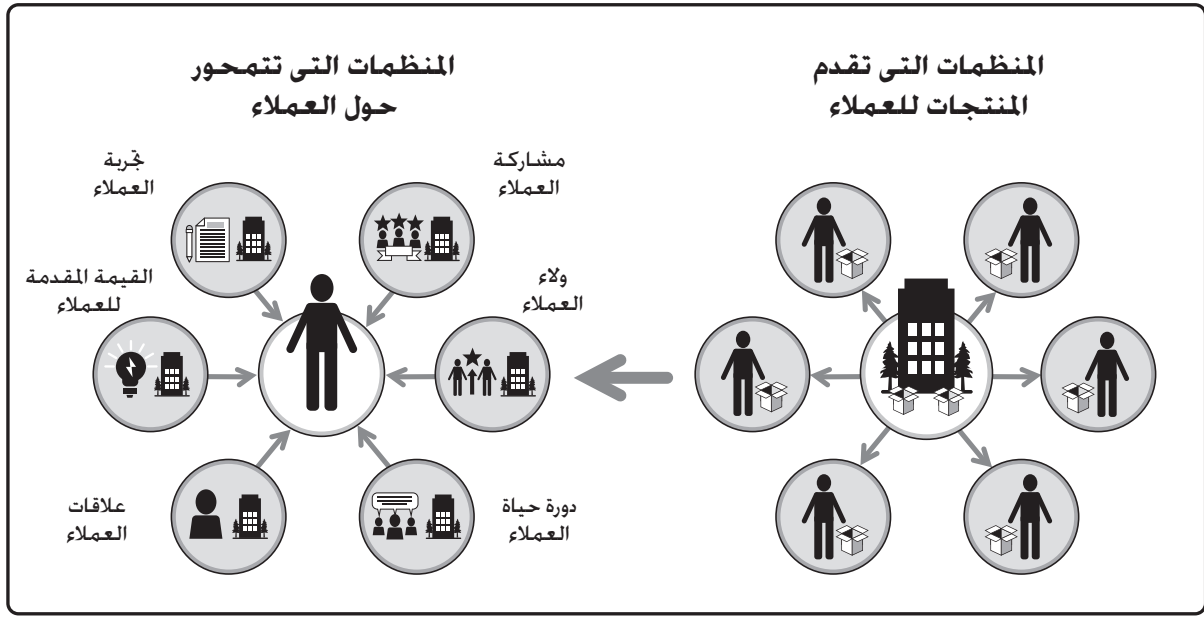 المنظمات التى تقدم
المنتجات للعملاء
المنظمات التى تتمحور
حول العملاء
مشاركة
العملاء
تجربة
العملاء
ولاء
العملاء
القيمة المقدمة
للعملاء
دورة حياة
العملاء
علاقات
العملاء